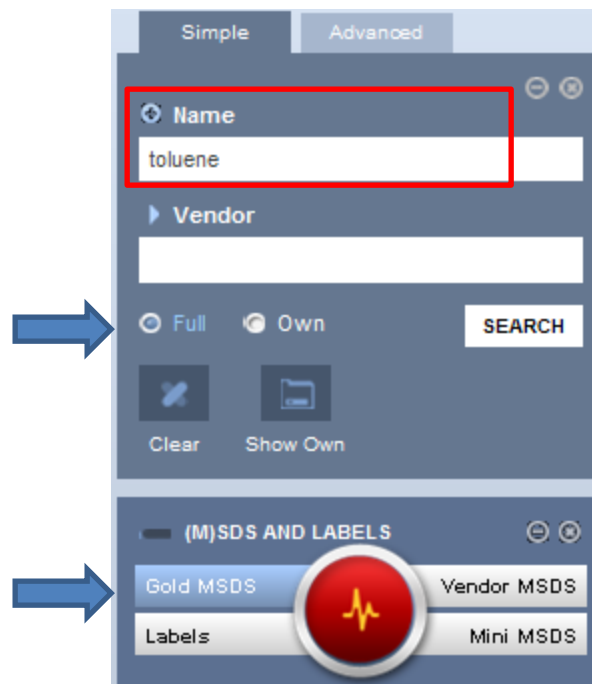 Simple Advanced
Name
toluene
Vendor
Full Own SEARCH
Clear Show Own
(M)SDS AND LABELS
Gold MSDS Vendor MSDS
Labels Mini MSDS